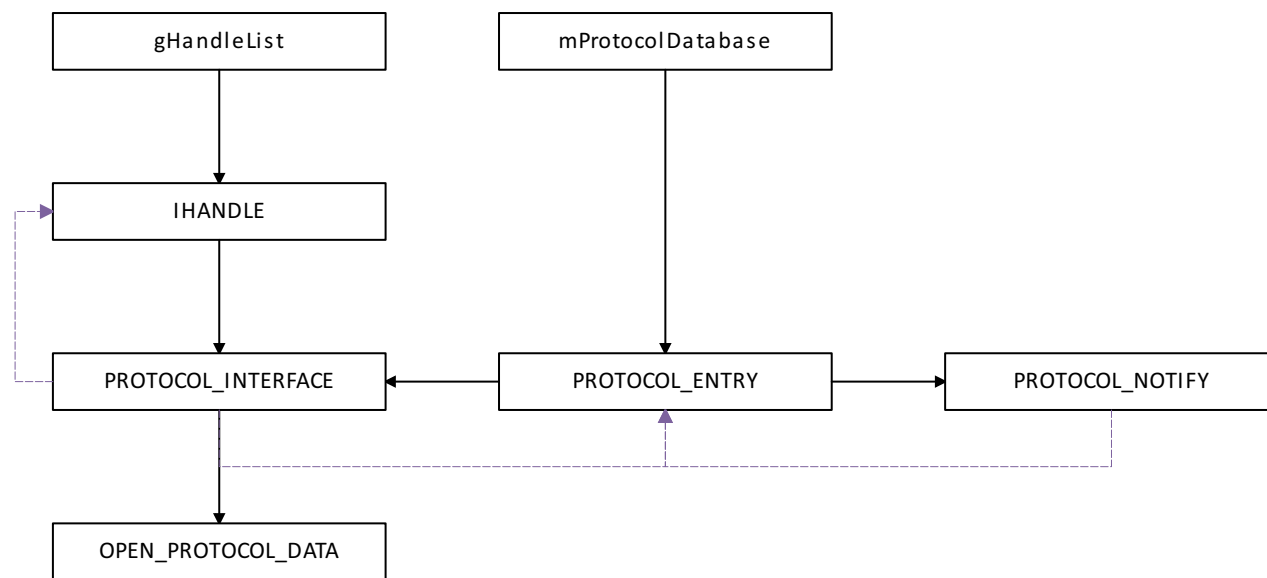 gHandleList
mProtocolDatabase
IHANDLE
PROTOCOL_INTERFACE
PROTOCOL_ENTRY
PROTOCOL_NOTIFY
OPEN_PROTOCOL_DATA